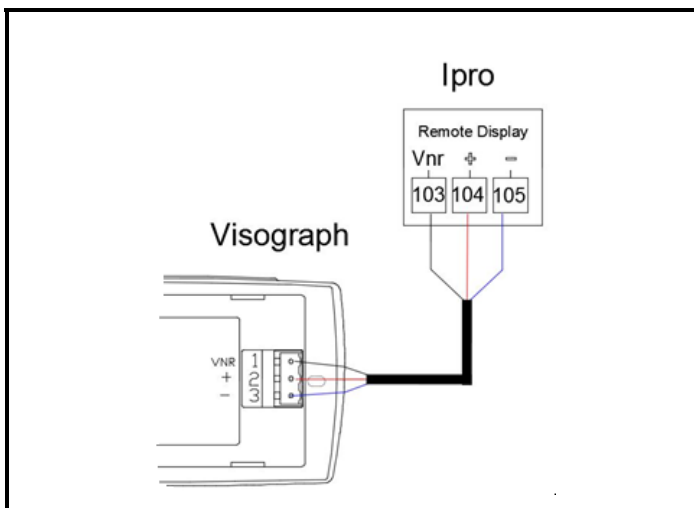 Ipro
Remote Display
Vnr + -
103 104 105
Visograph
VNR 1
+ 2
- 3